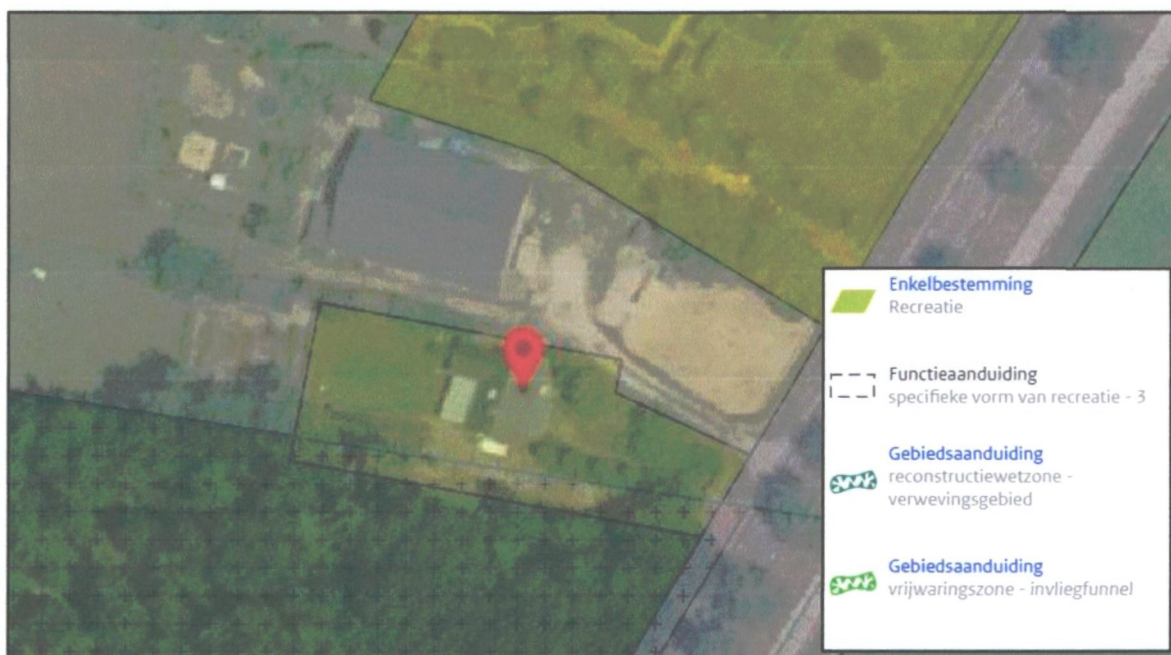 Enkelbestemming
Recreatie
Functieaanduiding
specifieke vorm van recreatie - 3
Gebiedsaanduiding
reconstructiewetzone -
verwevingsgebied
Gebiedsaanduiding
vrijwaringszone - invliegfunnel